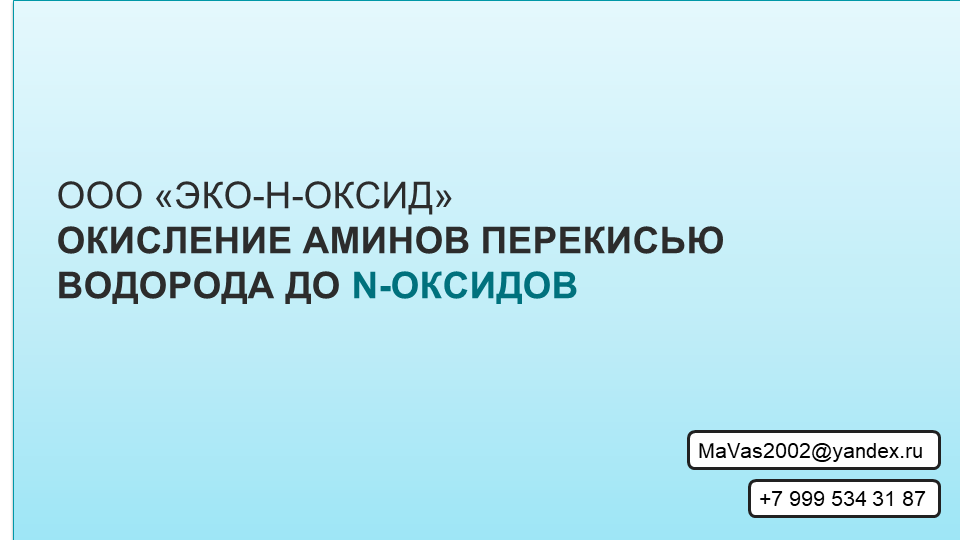 ООО «ЭКО-Н-ОКСИД»
ОКИСЛЕНИЕ АМИНОВ ПЕРЕКИСЬЮ
ВОДОРОДА ДО N-ОКСИДОВ
MaVas2002@yandex.ru
+7 999 534 31 87